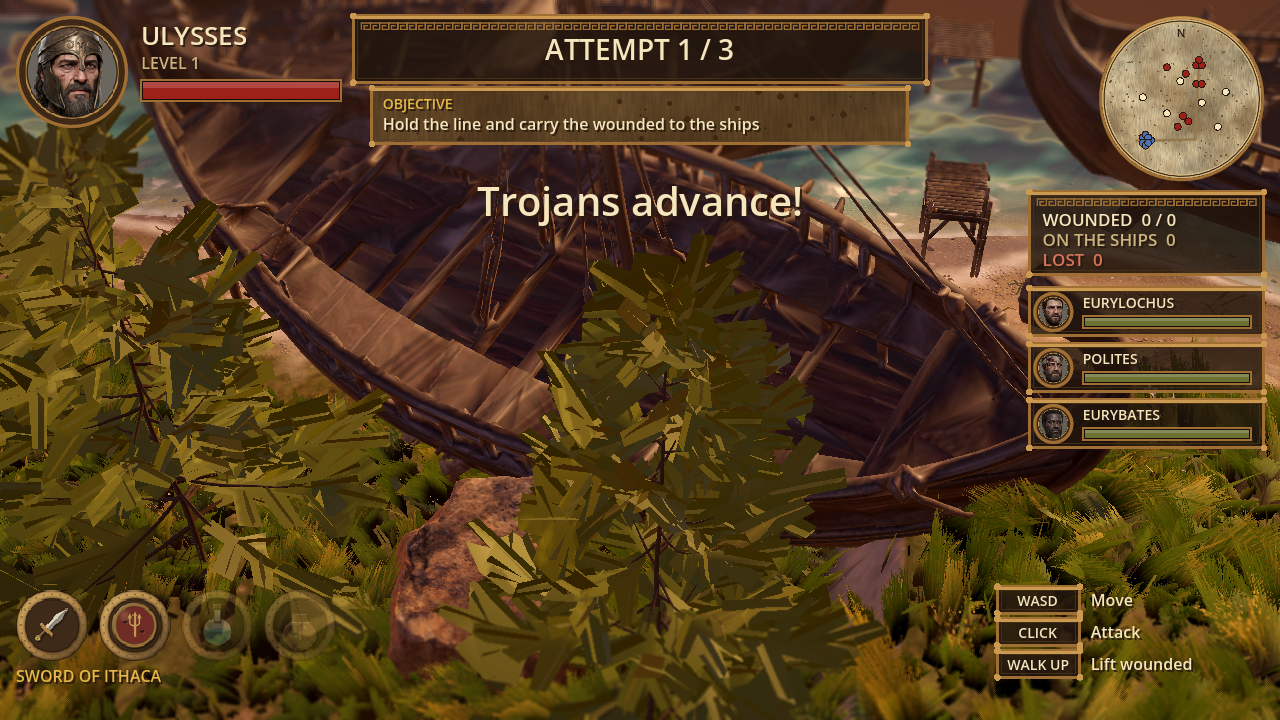 ULYSSES
LEVEL 1
ATTEMPT 1 / 3
OBJECTIVE
Hold the line and carry the wounded to the ships
Trojans advance!
N
WOUNDED 0 / 0
ON THE SHIPS 0
LOST 0
EURYLOCHUS
POLITES
EURYBATES
SWORD OF ITHACA
WASD Move
CLICK Attack
WALK UP Lift wounded